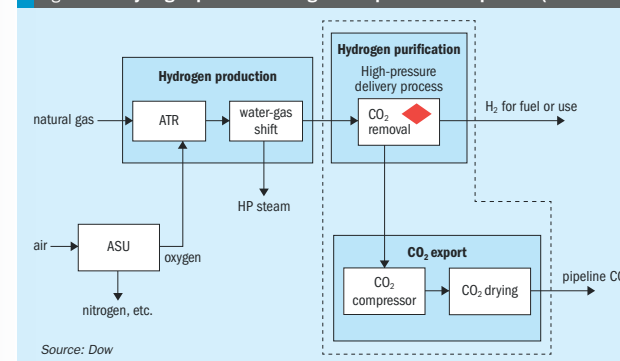 Hydrogen purification
High-pressure
delivery process
Hydrogen production
natural gas
ATR
water-gas
shift
CO₂
removal
H₂ for fuel or use
HP steam
air
ASU
oxygen
nitrogen, etc.
CO₂ export
CO₂
compressor
CO₂ drying
pipeline
Source: Dow